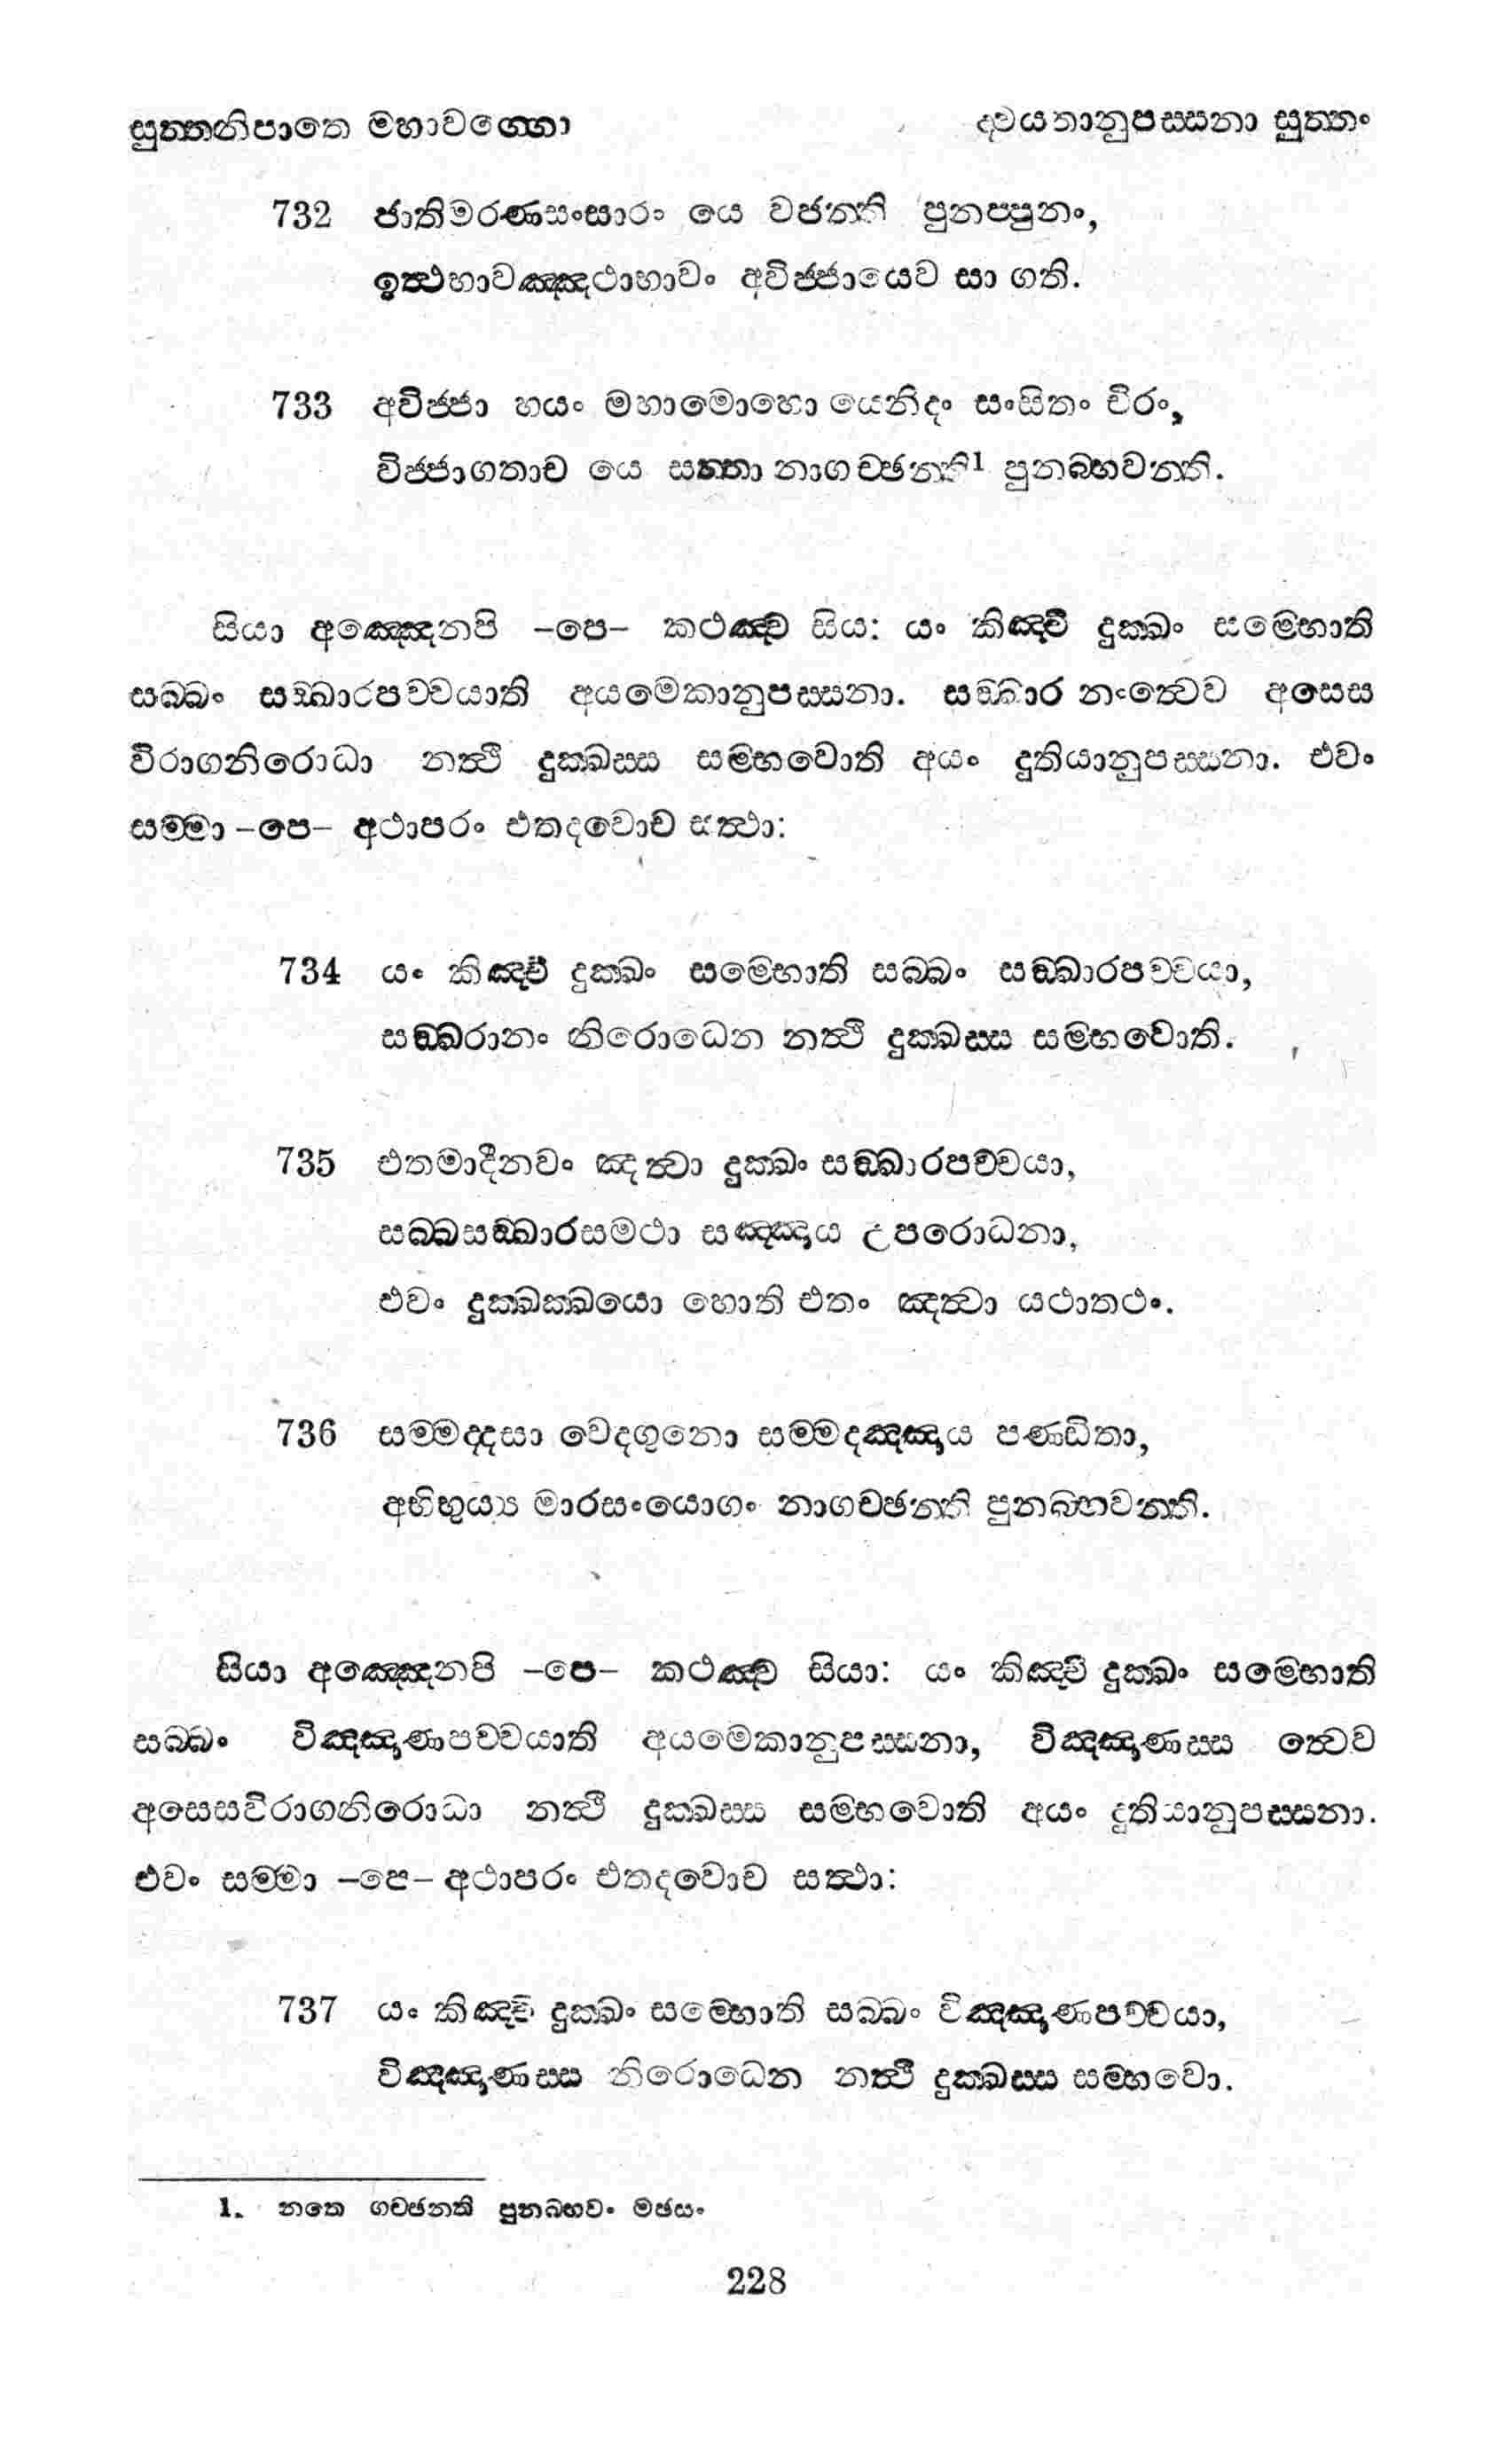 සුත්තනිපාතෙ මහාවග්ගො
ද්වයතානුපස්සනා සුත්තං
732 ජාතිමරණසංසාරං යෙ වජන්ති පුනප්පුනං,
ඉත්ථභාවඤ්ඤථාභාවං අවිජ්ජායෙව සා ගති.
733 අවිජ්ජා හයං මහාමොහො යෙනිදං සංසිතං චිරං,
විජ්ජාගතාච යෙ සත්තා නාගච්ඡන්ති1 පුනබ්භවන්ති.
සියා අඤ්ඤෙනපි –පෙ– කථඤ්ච සිය: යං කිඤ්චි දුක්ඛං සම්භොති
සබ්බං සඞ්ඛාරපච්චයාති අයමෙකානුපස්සනා. සඞ්ඛාර නංත්වෙව අසෙස
විරාගනිරොධා නත්ථි දුක්ඛස්ස සම්භවොති අයං දුතියානුපස්සනා. එවං
සම්මා –පෙ– අථාපරං එතදවොච සත්ථා:
734 යං කිඤ්චි දුක්ඛං සම්භොති සබ්බං සඞ්ඛාරපච්චයා,
සඞ්ඛරානං නිරොධෙන නත්ථි දුක්ඛස්ස සම්භවොති.
735 එතමාදීනවං ඤත්වා දුක්ඛං සඞ්ඛාරපච්චයා,
සබ්බසඞ්ඛාරසමථා සඤ්ඤාය උපරොධනා,
එවං දුක්ඛක්ඛයො හොති එතං ඤත්වා යථාතථං.
736 සම්මද්දසා වෙදගුනො සම්මදඤ්ඤාය පණ්ඩිතා,
අභිභුය්‍ය මාරසංයොගං නාගච්ඡන්ති පුනබ්භවන්ති.
සියා අඤ්ඤෙනපි –පෙ– කථඤ්ච සියා: යං කිඤ්චි දුක්ඛං සම්භොති
සබ්බං විඤ්ඤාණපච්චයාති අයමෙකානුපස්සනා, විඤ්ඤාණස්ස ත්වෙව
අසෙසවිරාගනිරොධා නත්ථි දුක්ඛස්ස සම්භවොති අයං දුතියානුපස්සනා.
එවං සම්මා –පෙ– අථාපරං එතදවොච සත්ථා:
737 යං කිඤ්චි දුක්ඛං සම්භොති සබ්බං විඤ්ඤාණපච්චයා,
විඤ්ඤාණස්ස නිරොධෙන නත්ථි දුක්ඛස්ස සම්භවො.
1. නතෙ ගච්ඡන්ති පුනබ්භවං මඡසං
228